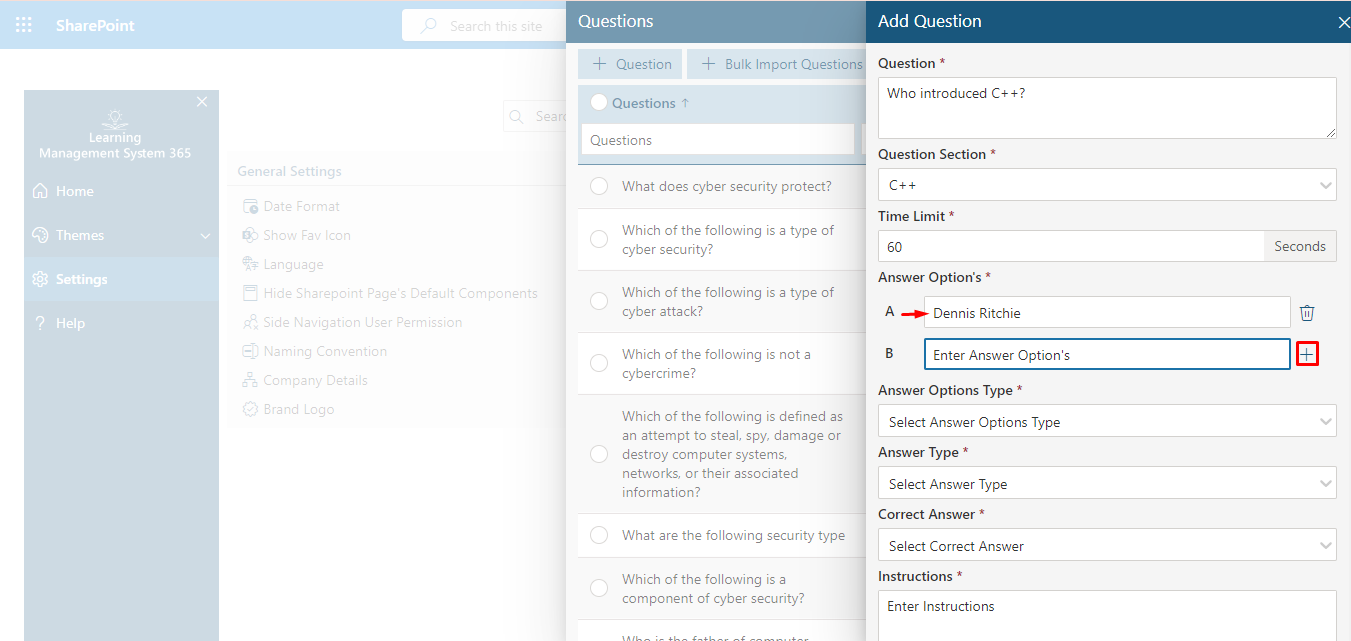 SharePoint
Search this site
Learning
Management System 365
Home
Themes
Settings
Help
Sear
General Settings
Date Format
Show Fav Icon
Language
Hide Sharepoint Page's Default Components
Side Navigation User Permission
Naming Convention
Company Details
Brand Logo
Questions
Question
Bulk Import Questions
Questions ↑
Questions
What does cyber security protect?
Which of the following is a type of
cyber security?
Which of the following is a type of
cyber attack?
Which of the following is not a
cybercrime?
Which of the following is defined as
an attempt to steal, spy, damage or
destroy computer systems,
networks, or their associated
information?
What are the following security type
Which of the following is a
component of cyber security?
Who is the father of computer
Add Question
Question *
Who introduced C++?
Question Section *
C++
Time Limit *
60 Seconds
Answer Option's *
A Dennis Ritchie
B Enter Answer Option's
Answer Options Type *
Select Answer Options Type
Answer Type *
Select Answer Type
Correct Answer *
Select Correct Answer
Instructions *
Enter Instructions